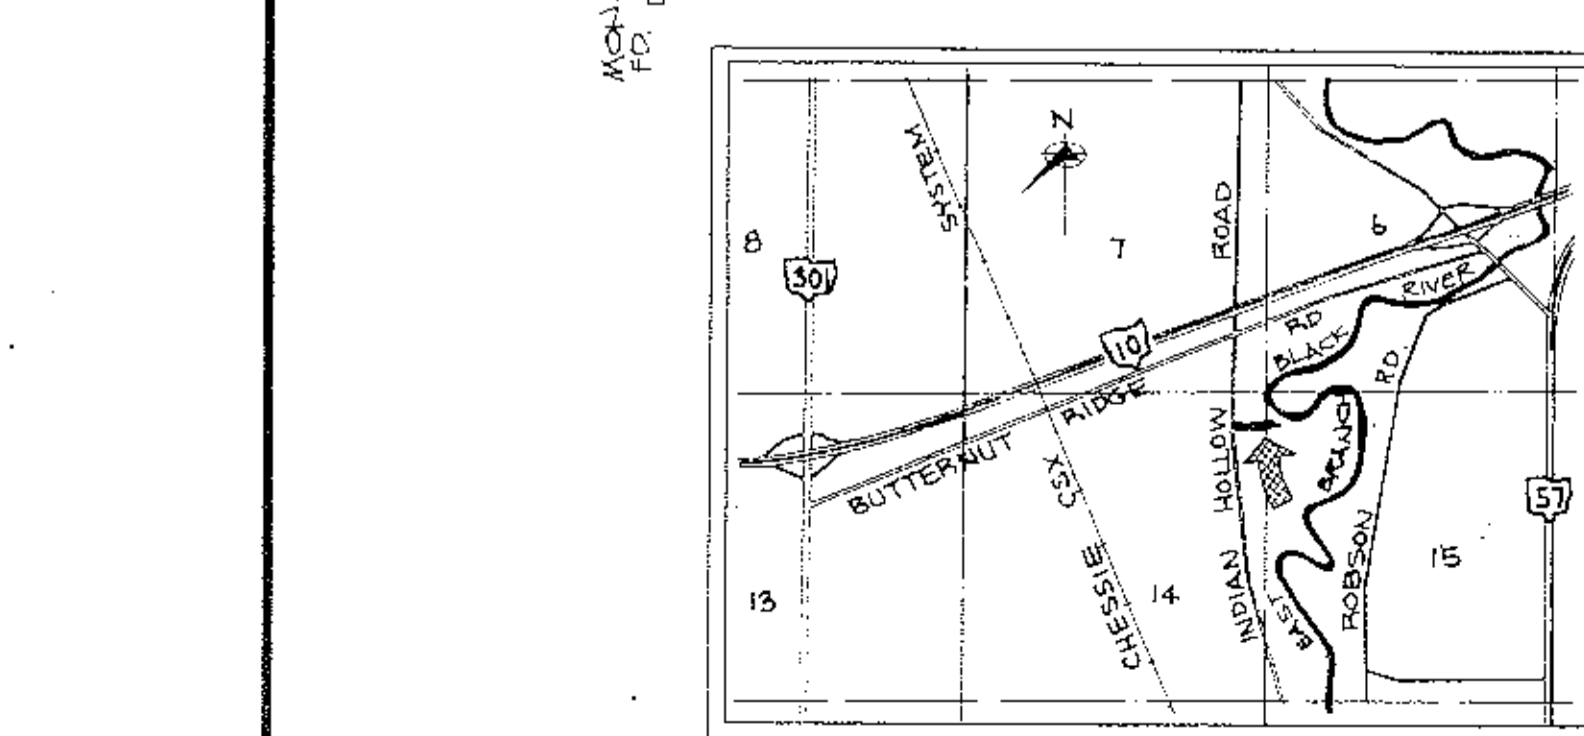 FD.
N
SYSTEM
ROAD
8
7
6
301
RIVER
10
RD
BLACK
RD.
RIDGE
BUTTERNUT
HOLLOW
BRANCH
CSX
57
ROBSON
15
INDIAN
CHESSIE
EAST
13
14